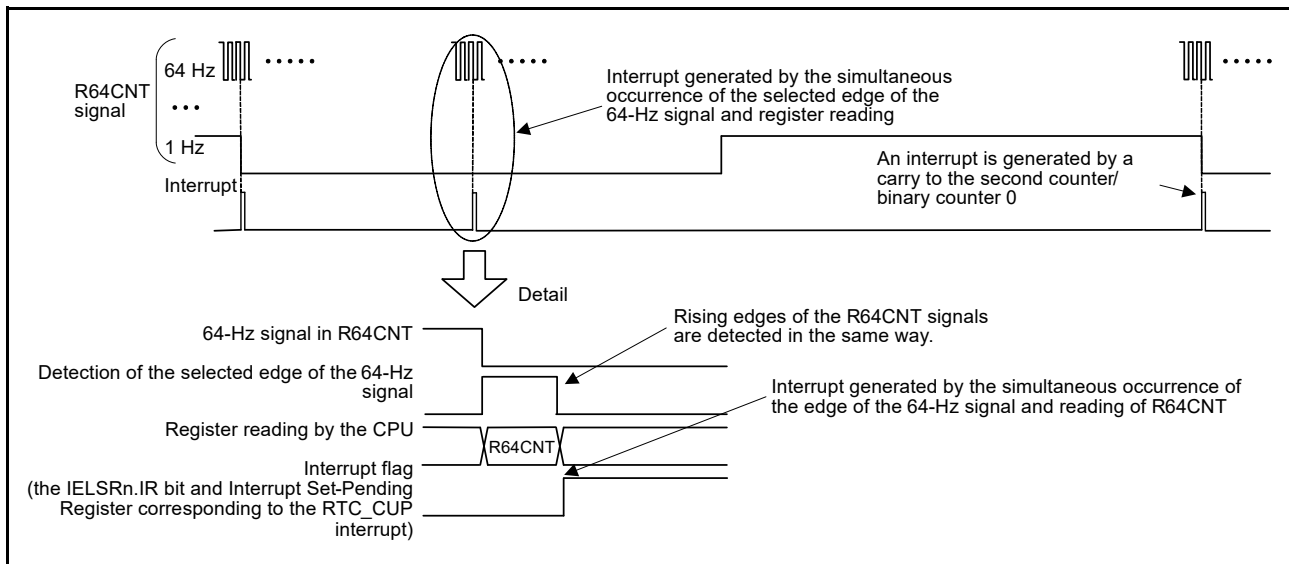 64 Hz
R64CNT
signal
1 Hz
Interrupt
Interrupt generated by the simultaneous
occurrence of the selected edge of the
64-Hz signal and register reading
An interrupt is generated by a
carry to the second counter/
binary counter 0
Detail
64-Hz signal in R64CNT
Rising edges of the R64CNT signals
are detected in the same way.
Detection of the selected edge of the 64-Hz
signal
Interrupt generated by the simultaneous occurrence of
the edge of the 64-Hz signal and reading of R64CNT
Register reading by the CPU
R64CNT
Interrupt flag
(the IELSRn.IR bit and Interrupt Set-Pending
Register corresponding to the RTC_CUP
interrupt)